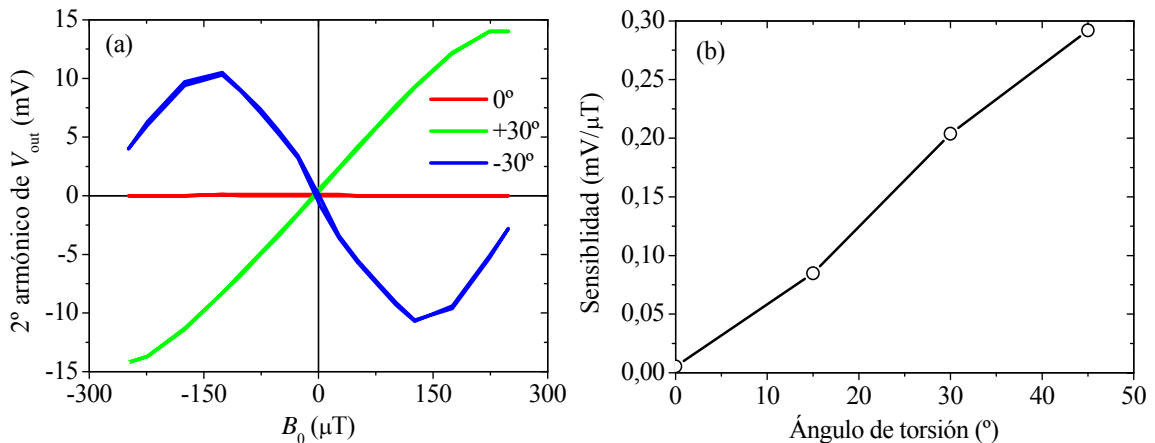 (a)
2º armónico de Vout (mV)
15
10
5
0
-5
-10
-15
-300
-150
0
150
300
B0 (μT)
0º
+30º
-30º
(b)
Sensiblidad (mV/μT)
0,30
0,25
0,20
0,15
0,10
0,05
0,00
0
10
20
30
40
50
Ángulo de torsión (º)